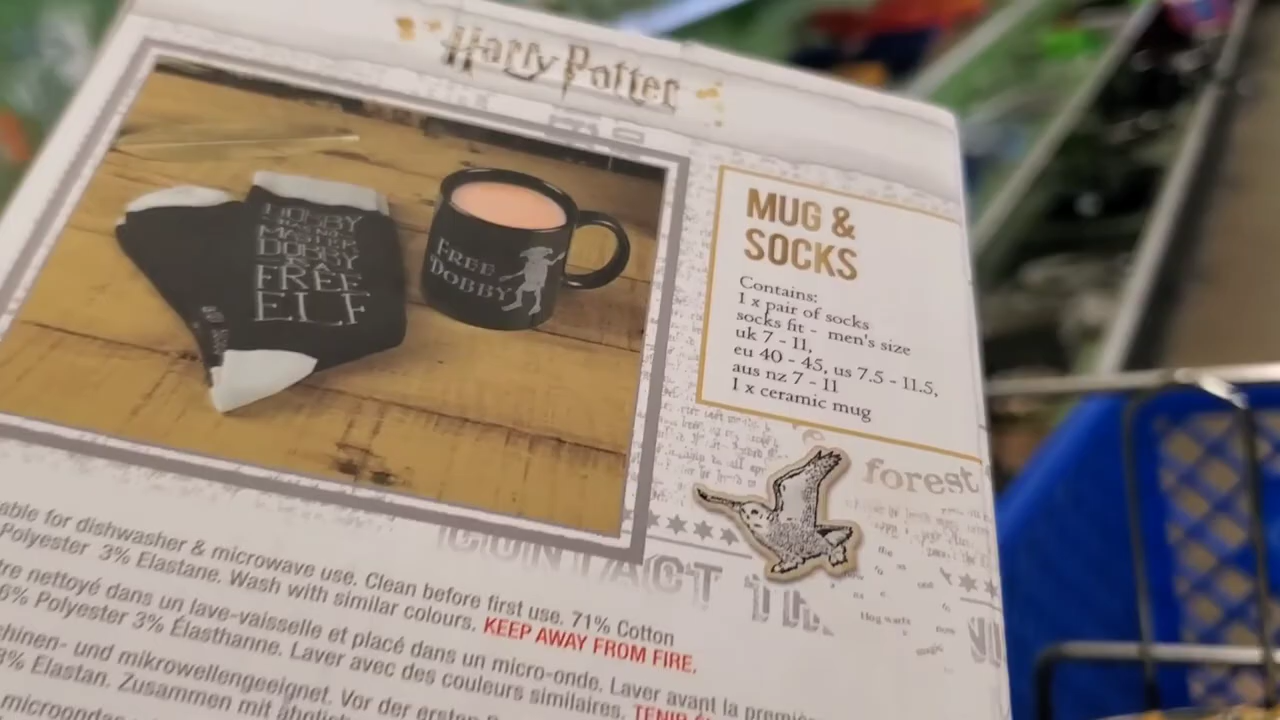 Harry Potter
DOBBY
HAS NO
MASTER
DOBBY
IS A
FREE
ELF
FREE
DOBBY
MUG &
SOCKS
Contains:
1 x pair of socks
socks fit - men's size
uk 7 - 11,
eu 40 - 45, us 7.5 - 11.5,
aus nz 7 - 11
1 x ceramic mug
forest
CONTACT
able for dishwasher & microwave use. Clean before first use. 71% Cotton
Polyester 3% Elastane. Wash with similar colours. KEEP AWAY FROM FIRE.
tre nettoyé dans un lave-vaisselle et placé dans un micro-onde. Laver avant la premiè
6% Polyester 3% Élasthanne. Laver avec des couleurs similaires. TENIR
chinen- und mikrowellengeeignet. Vor der ersten
3% Elastan. Zusammen mit ähnlich
microondas